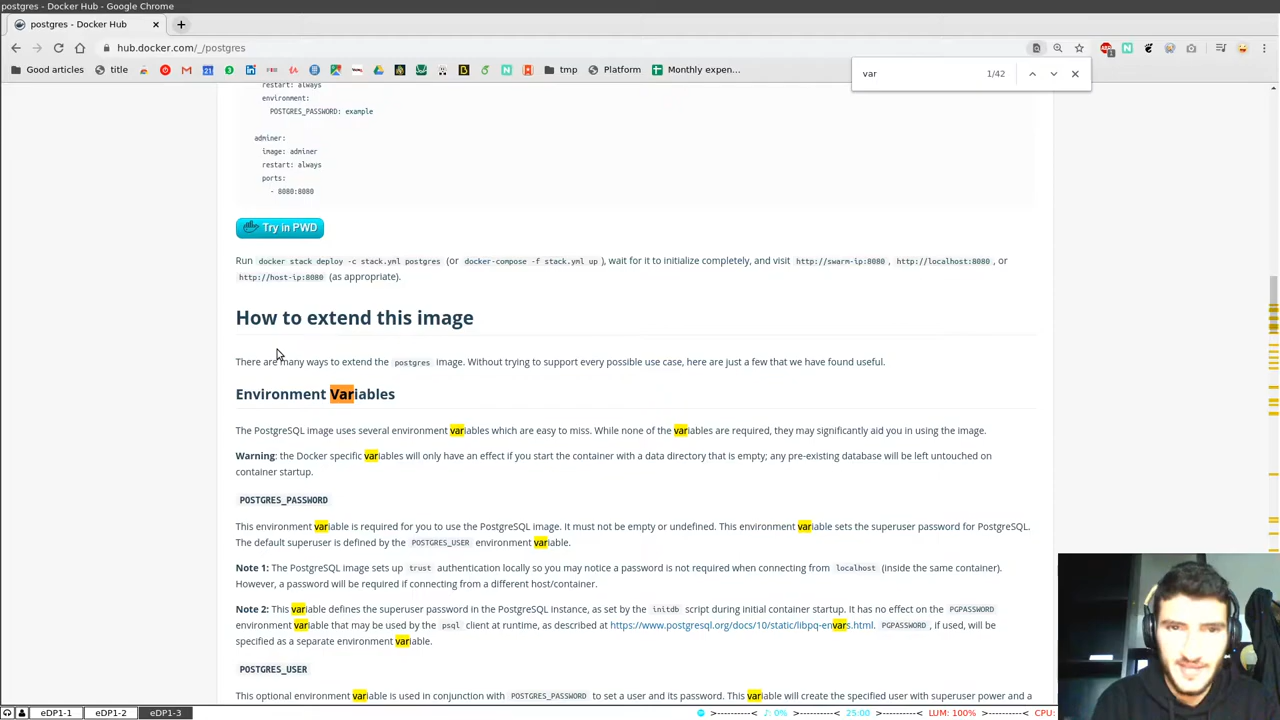 postgres - Docker Hub - Google Chrome
postgres - Docker Hub
hub.docker.com/_/postgres
Good articles
title
tmp
Platform
Monthly expen...
var
1/42
restart: always
environment:
POSTGRES_PASSWORD: example
adminer:
image: adminer
restart: always
ports:
- 8080:8080
Try in PWD
Run docker stack deploy -c stack.yml postgres (or docker-compose -f stack.yml up ), wait for it to initialize completely, and visit http://swarm-ip:8080 , http://localhost:8080 , or
http://host-ip:8080 (as appropriate).
How to extend this image
There are many ways to extend the postgres image. Without trying to support every possible use case, here are just a few that we have found useful.
Environment Variables
The PostgreSQL image uses several environment variables which are easy to miss. While none of the variables are required, they may significantly aid you in using the image.
Warning: the Docker specific variables will only have an effect if you start the container with a data directory that is empty; any pre-existing database will be left untouched on
container startup.
POSTGRES_PASSWORD
This environment variable is required for you to use the PostgreSQL image. It must not be empty or undefined. This environment variable sets the superuser password for PostgreSQL.
The default superuser is defined by the POSTGRES_USER environment variable.
Note 1: The PostgreSQL image sets up trust authentication locally so you may notice a password is not required when connecting from localhost (inside the same container).
However, a password will be required if connecting from a different host/container.
Note 2: This variable defines the superuser password in the PostgreSQL instance, as set by the initdb script during initial container startup. It has no effect on the PGPASSWORD
environment variable that may be used by the psql client at runtime, as described at https://www.postgresql.org/docs/10/static/libpq-envars.html. PGPASSWORD , if used, will be
specified as a separate environment variable.
POSTGRES_USER
This optional environment variable is used in conjunction with POSTGRES_PASSWORD to set a user and its password. This variable will create the specified user with superuser power and a
eDP1-1
eDP1-2
eDP1-3
>----------<
♪: 0%
>----------<
25:00
>----------<
LUM: 100%
>----------<
CPU: